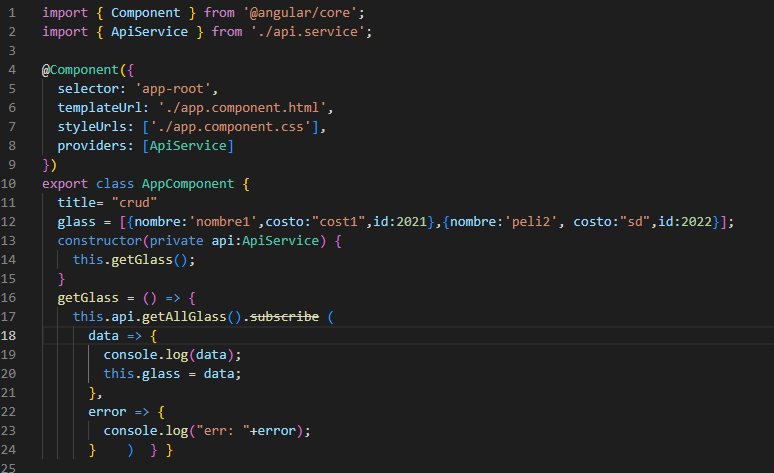 1 import { Component } from '@angular/core';
2 import { ApiService } from './api.service';
3
4 @Component({
5   selector: 'app-root',
6   templateUrl: './app.component.html',
7   styleUrls: ['./app.component.css'],
8   providers: [ApiService]
9 })
10 export class AppComponent {
11   title= "crud"
12   glass = [{nombre:'nombre1',costo:"cost1",id:2021},{nombre:'peli2', costo:"sd",id:2022}];
13   constructor(private api:ApiService) {
14     this.getGlass();
15   }
16   getGlass = () => {
17     this.api.getAllGlass().subscribe (
18       data => {
19         console.log(data);
20         this.glass = data;
21       },
22       error => {
23         console.log("err: "+error);
24       }    )  } }
25